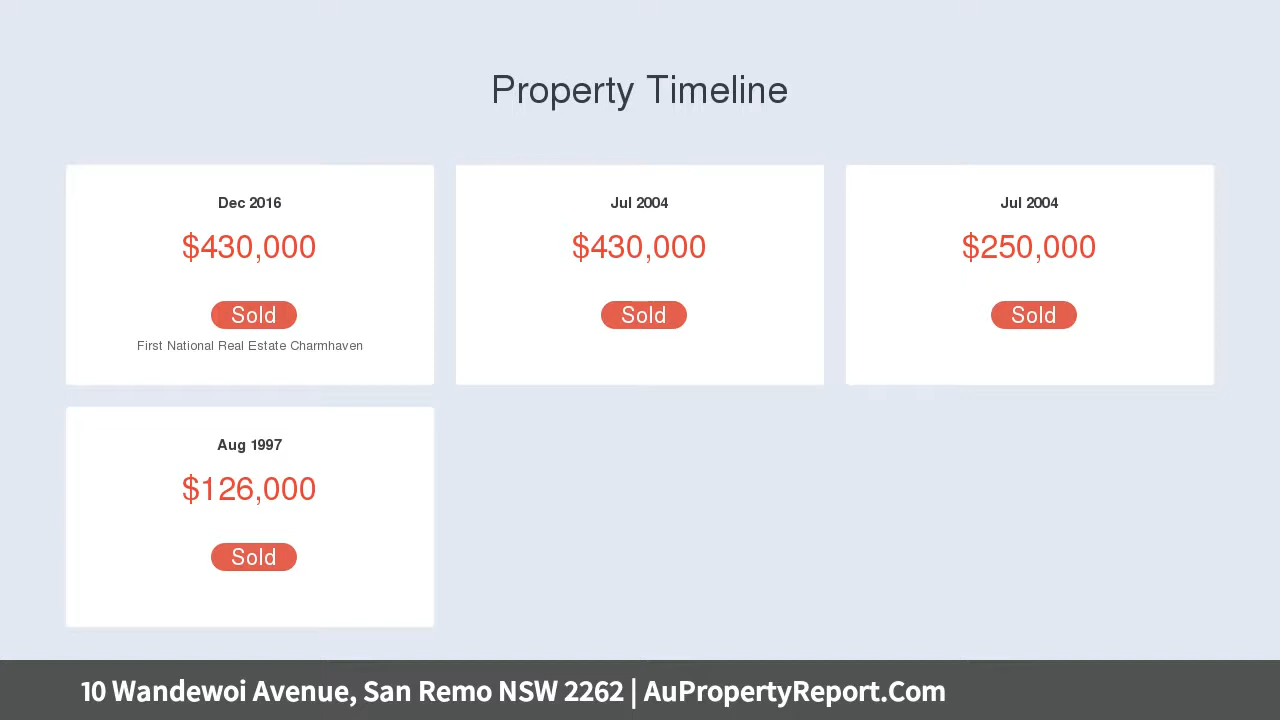 Property Timeline
Dec 2016
$430,000
Sold
First National Real Estate Charmhaven
Jul 2004
$430,000
Sold
Jul 2004
$250,000
Sold
Aug 1997
$126,000
Sold
10 Wandewoi Avenue, San Remo NSW 2262 | AuPropertyReport.Com